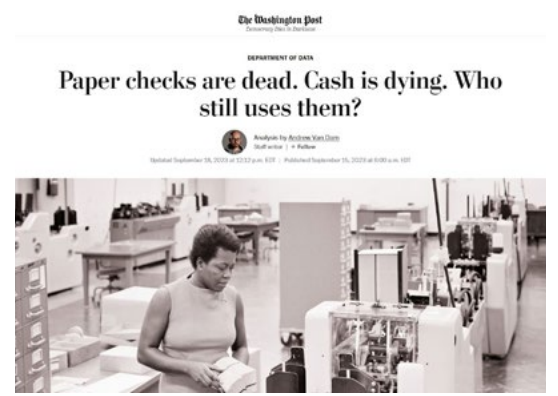 The Washington Post
Democracy Dies in Darkness
DEPARTMENT OF DATA
Paper checks are dead. Cash is dying. Who
still uses them?
Analysis by Andrew Van Dam
Staff writer | + Follow
Updated September 18, 2023 at 12:12 p.m. EDT | Published September 15, 2023 at 6:00 a.m. EDT